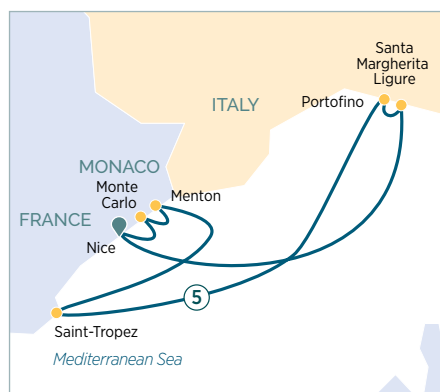 Santa
Margherita
Ligure
Portofino
ITALY
MONACO
Monte
Carlo
Menton
FRANCE
Nice
5
Saint-Tropez
Mediterranean Sea